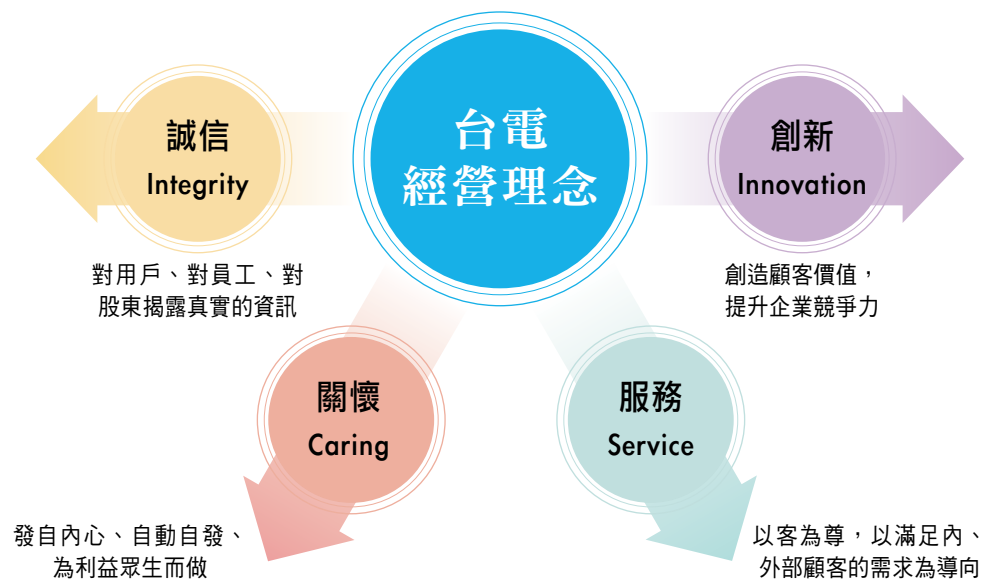 台電
經營理念
誠信
Integrity
對用戶、對員工、對
股東揭露真實的資訊
創新
Innovation
創造顧客價值，
提升企業競爭力
關懷
Caring
發自內心、自動自發、
為利益眾生而做
服務
Service
以客為尊，以滿足內、
外部顧客的需求為導向